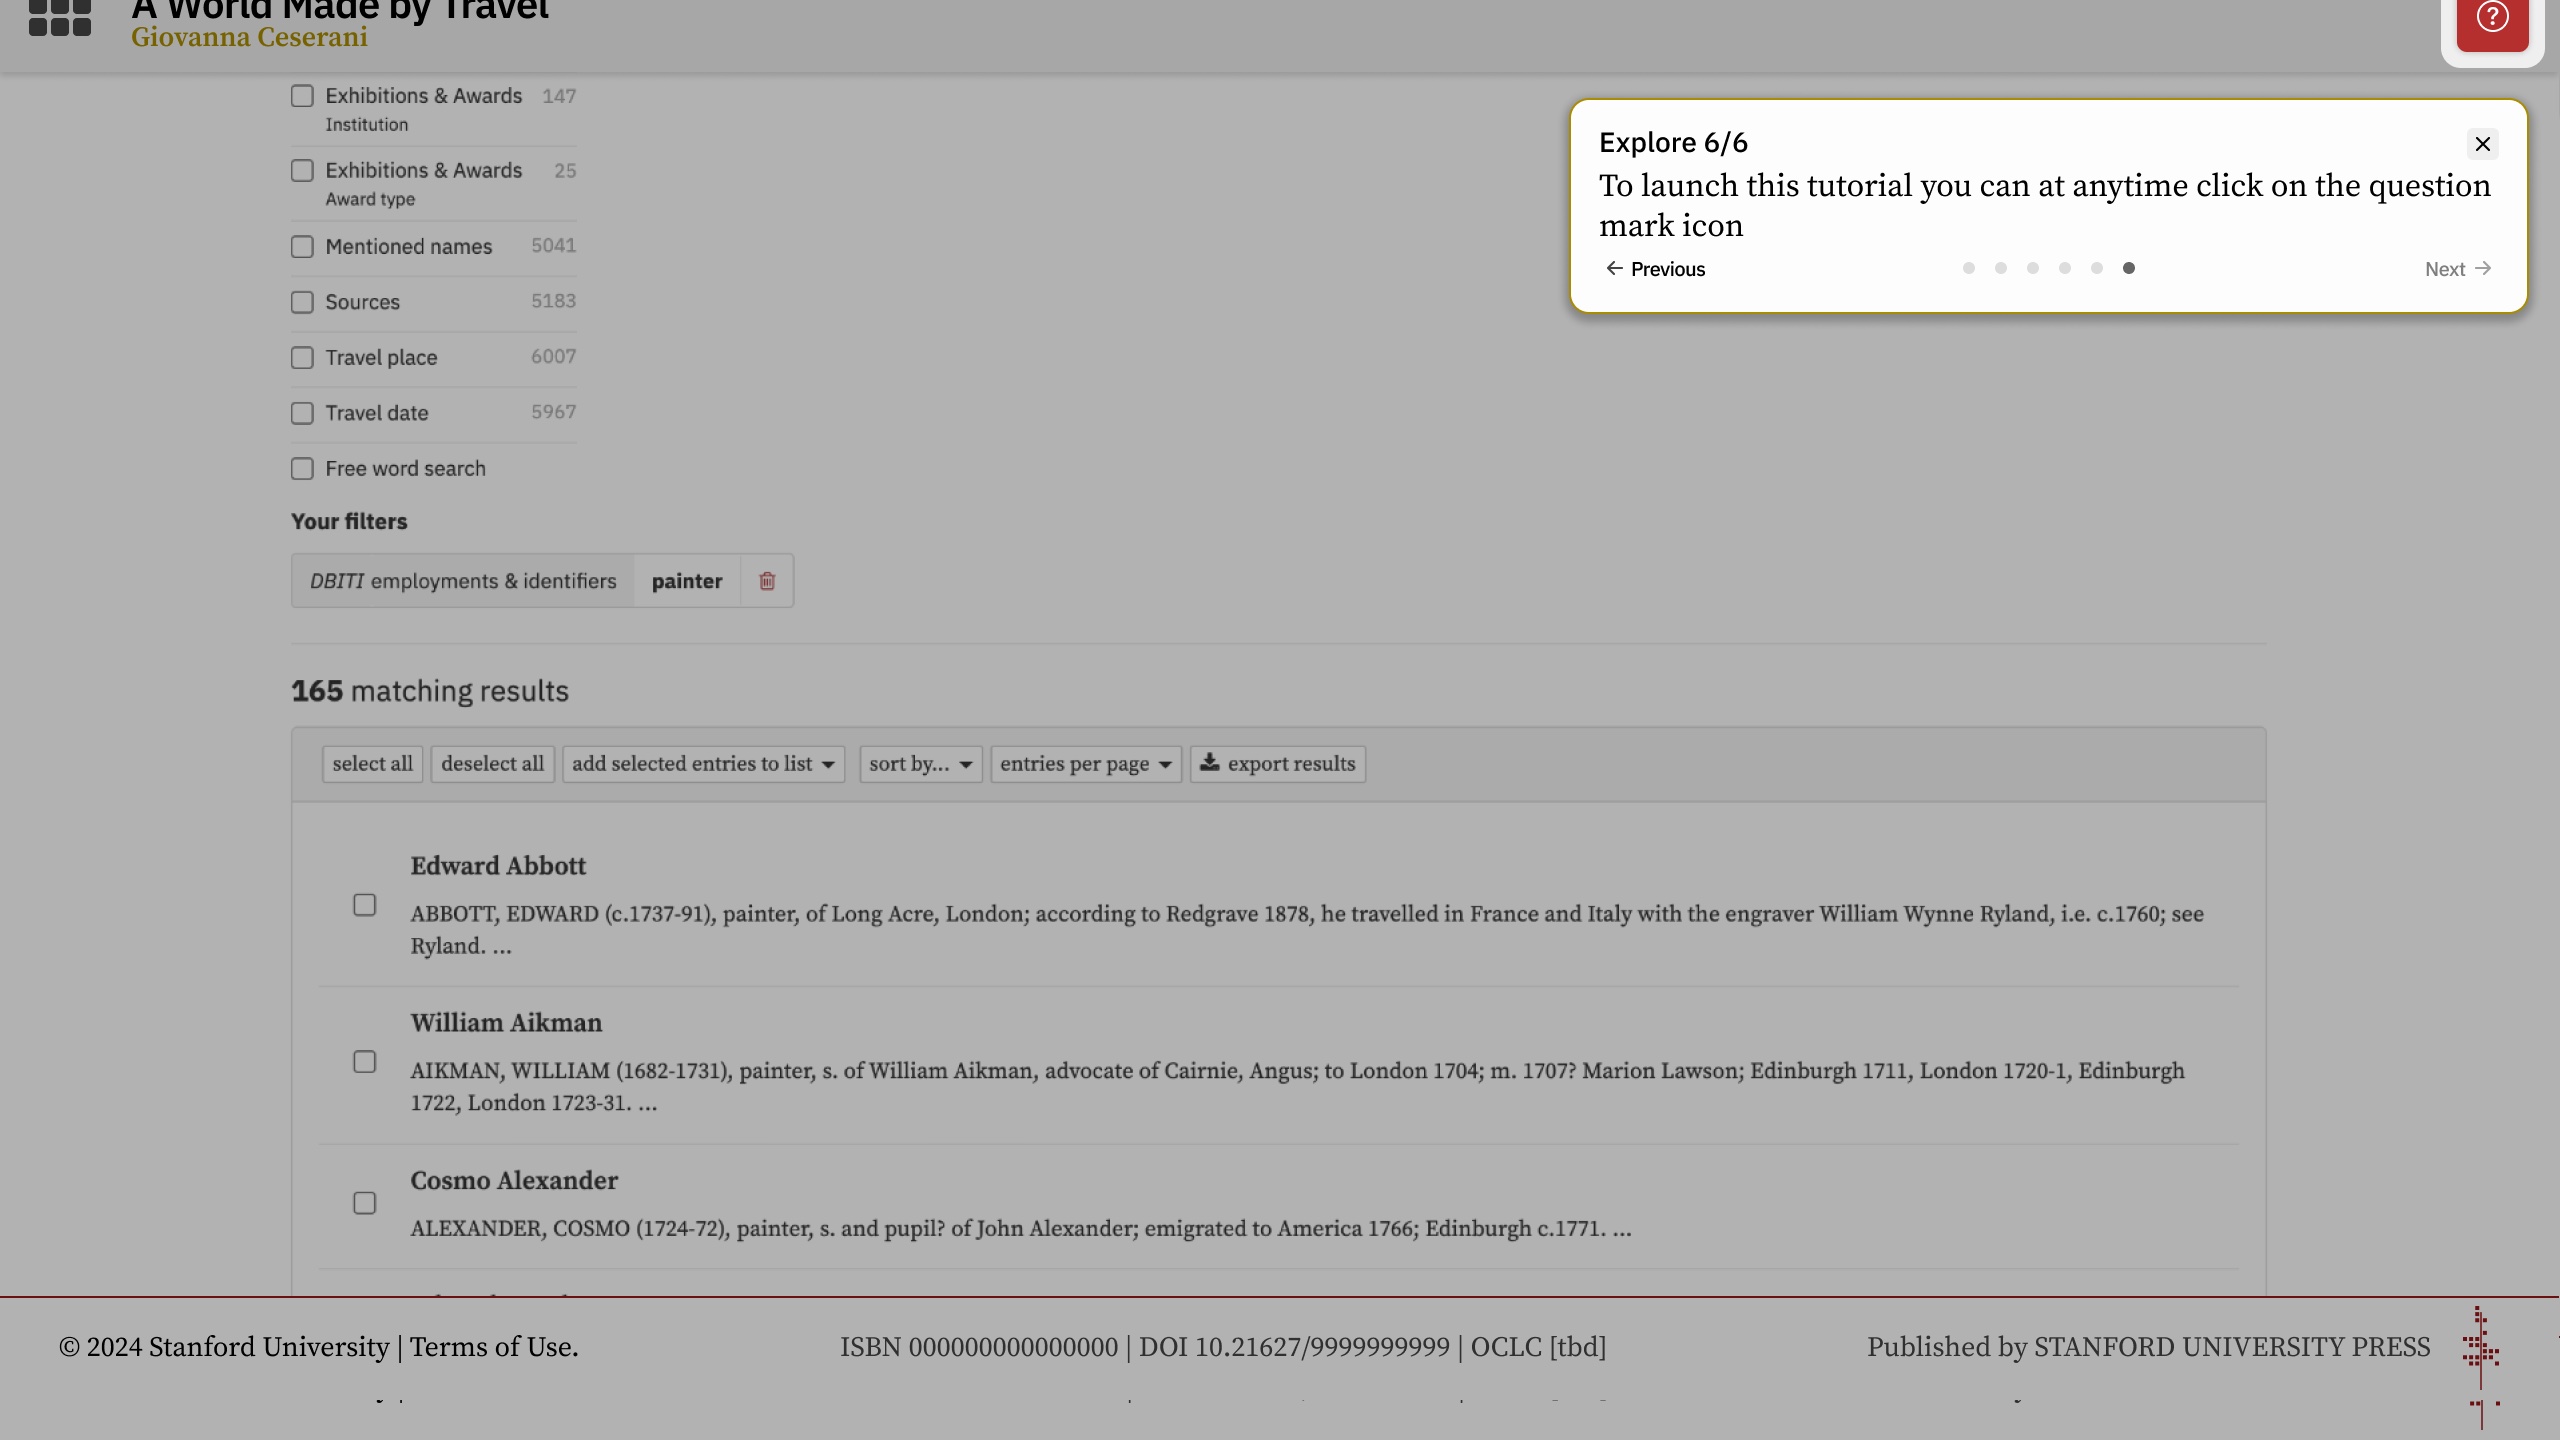 A World Made by Travel
Giovanna Ceserani
?
Exhibitions & Awards 147
Institution
Exhibitions & Awards 25
Award type
Mentioned names 5041
Sources 5183
Travel place 6007
Travel date 5967
Free word search
Explore 6/6
To launch this tutorial you can at anytime click on the question
mark icon
Previous
Next
Your filters
DBITI employments & identifiers painter
165 matching results
select all deselect all add selected entries to list sort by... entries per page export results
Edward Abbott
ABBOTT, EDWARD (c.1737-91), painter, of Long Acre, London; according to Redgrave 1878, he travelled in France and Italy with the engraver William Wynne Ryland, i.e. c.1760; see
Ryland. ...
William Aikman
AIKMAN, WILLIAM (1682-1731), painter, s. of William Aikman, advocate of Cairnie, Angus; to London 1704; m. 1707? Marion Lawson; Edinburgh 1711, London 1720-1, Edinburgh
1722, London 1723-31. ...
Cosmo Alexander
ALEXANDER, COSMO (1724-72), painter, s. and pupil? of John Alexander; emigrated to America 1766; Edinburgh c.1771. ...
© 2024 Stanford University | Terms of Use.
ISBN 000000000000000 | DOI 10.21627/9999999999 | OCLC [tbd]
Published by STANFORD UNIVERSITY PRESS